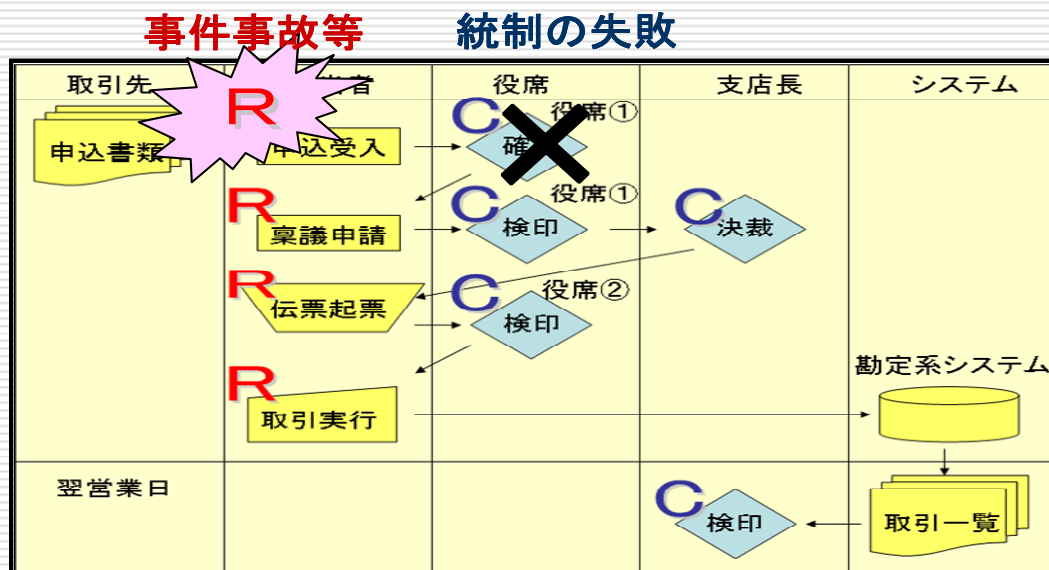 事件事故等 統制の失敗
取引先 当者 役席 支店長 システム
R
C 役席①
申込書類 申込受入 確
R C 役席① C
稟議申請 検印 決裁
R C 役席②
伝票起票 検印
勘定系システム
R
取引実行
翌営業日
C
検印 取引一覧